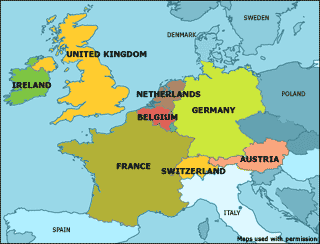 SWEDEN
DENMARK
UNITED KINGDOM
IRELAND
NETHERLANDS
POLAND
BELGIUM
GERMANY
FRANCE
AUSTRIA
SWITZERLAND
ITALY
SPAIN
Maps used with permission